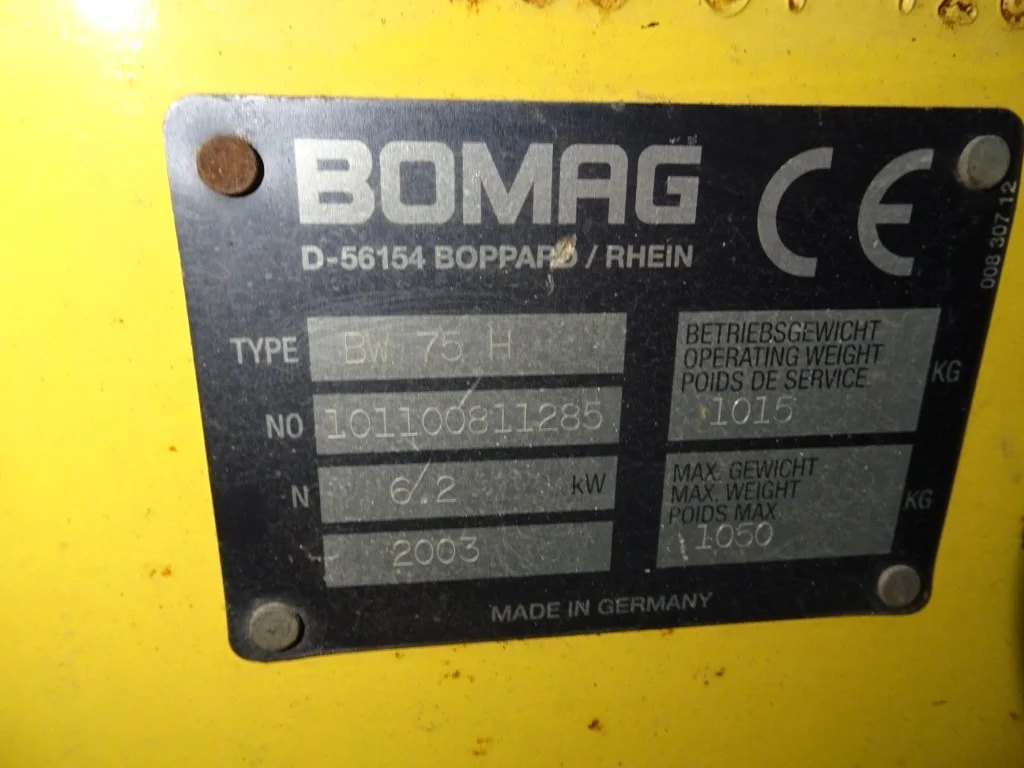 BOMAG
CE
D-56154 BOPPARD / RHEIN
008 307 12
TYPE BW 75 H
NO 101100811285
N 6.2 kW
2003
BETRIEBSGEWICHT
OPERATING WEIGHT
POIDS DE SERVICE
1015 KG
MAX. GEWICHT
MAX. WEIGHT
POIDS MAX.
1050 KG
MADE IN GERMANY